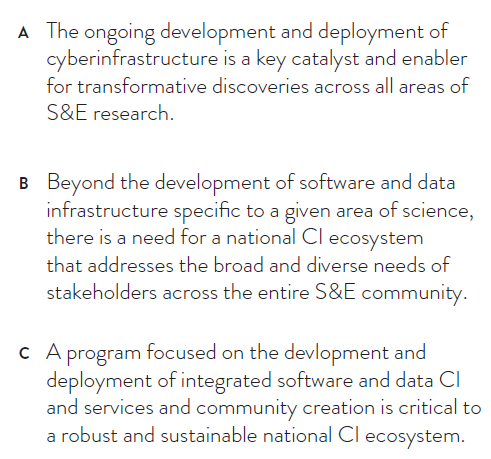 A The ongoing development and deployment of
cyberinfrastructure is a key catalyst and enabler
for transformative discoveries across all areas of
S&E research.
B Beyond the development of software and data
infrastructure specific to a given area of science,
there is a need for a national CI ecosystem
that addresses the broad and diverse needs of
stakeholders across the entire S&E community.
C A program focused on the devlopment and
deployment of integrated software and data CI
and services and community creation is critical to
a robust and sustainable national CI ecosystem.